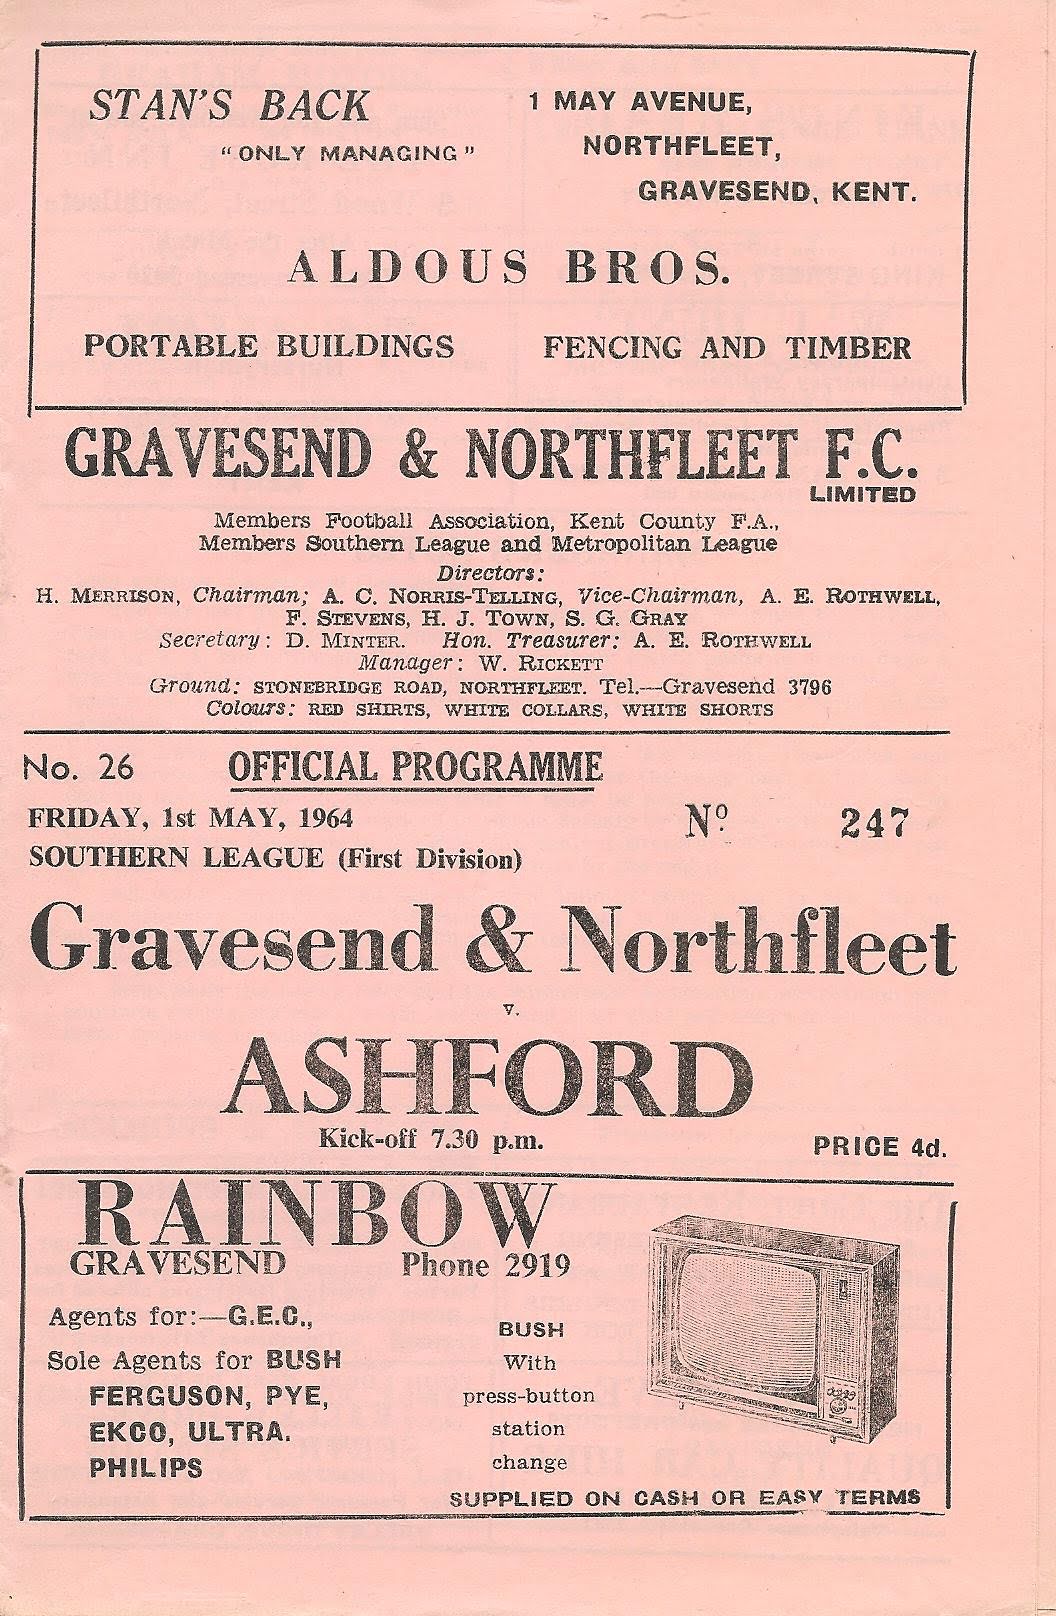 STAN'S BACK
"ONLY MANAGING"
1 MAY AVENUE,
NORTHFLEET,
GRAVESEND, KENT.
ALDOUS BROS.
PORTABLE BUILDINGS FENCING AND TIMBER
GRAVESEND & NORTHFLEET F.C.
LIMITED
Members Football Association, Kent County F.A.,
Members Southern League and Metropolitan League
Directors:
H. MERRISON, Chairman; A. C. NORRIS-TELLING, Vice-Chairman, A. E. ROTHWELL,
F. STEVENS, H. J. TOWN, S. G. GRAY
Secretary: D. MINTER. Hon. Treasurer: A. E. ROTHWELL
Manager: W. RICKETT
Ground: STONEBRIDGE ROAD, NORTHFLEET. Tel.—Gravesend 3796
Colours: RED SHIRTS, WHITE COLLARS, WHITE SHORTS
No. 26 OFFICIAL PROGRAMME
FRIDAY, 1st MAY, 1964 Nº 247
SOUTHERN LEAGUE (First Division)
Gravesend & Northfleet
v.
ASHFORD
Kick-off 7.30 p.m. PRICE 4d.
RAINBOW
GRAVESEND Phone 2919
Agents for:—G.E.C.,
Sole Agents for BUSH
FERGUSON, PYE,
EKCO, ULTRA.
PHILIPS
BUSH
With
press-button
station
change
SUPPLIED ON CASH OR EASY TERMS